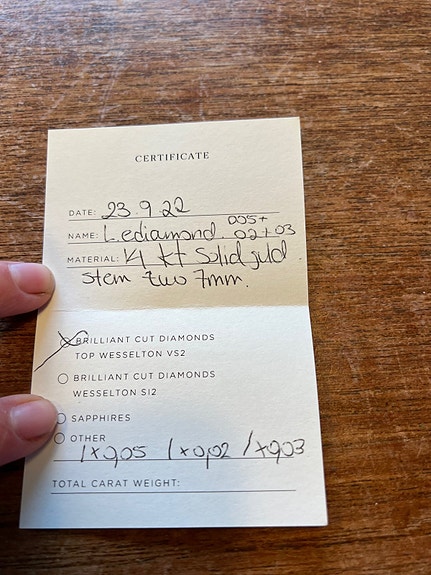 CERTIFICATE
DATE: 23.9.22
005+
NAME: Lediamond 02+03
MATERIAL: 14 kt Solid guld.
stem two 7mm.
BRILLIANT CUT DIAMONDS
TOP WESSELTON VS2
BRILLIANT CUT DIAMONDS
WESSELTON SI2
SAPPHIRES
OTHER
1x0,05 1x0,02 1x0,03
TOTAL CARAT WEIGHT: